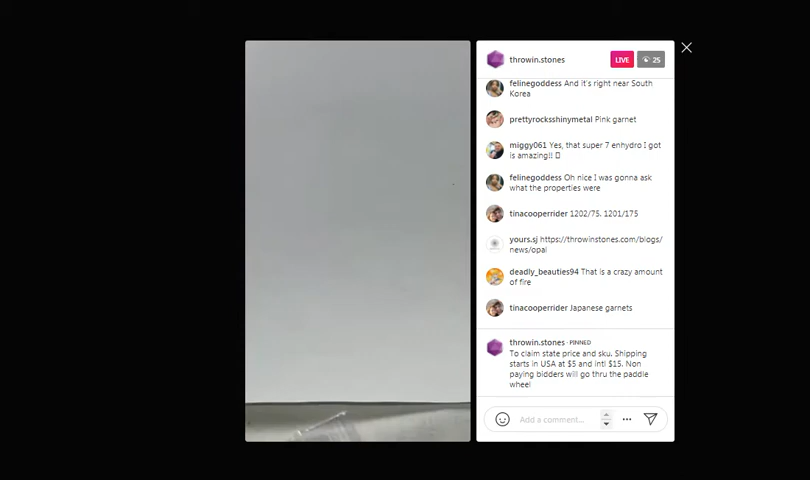 throwin.stones
LIVE
25
felinegoddess And it's right near South
Korea
prettyrocksshinymetal Pink garnet
miggy061 Yes, that super 7 enhydro I got
is amazing!!
felinegoddess Oh nice I was gonna ask
what the properties were
tinacooperrider 1202/75. 1201/175
yours.sj https://throwinstones.com/blogs/
news/opal
deadly_beauties94 That is a crazy amount
of fire
tinacooperrider Japanese garnets
throwin.stones · PINNED
To claim state price and sku. Shipping
starts in USA at $5 and intl $15. Non
paying bidders will go thru the paddle
wheel
Add a comment...